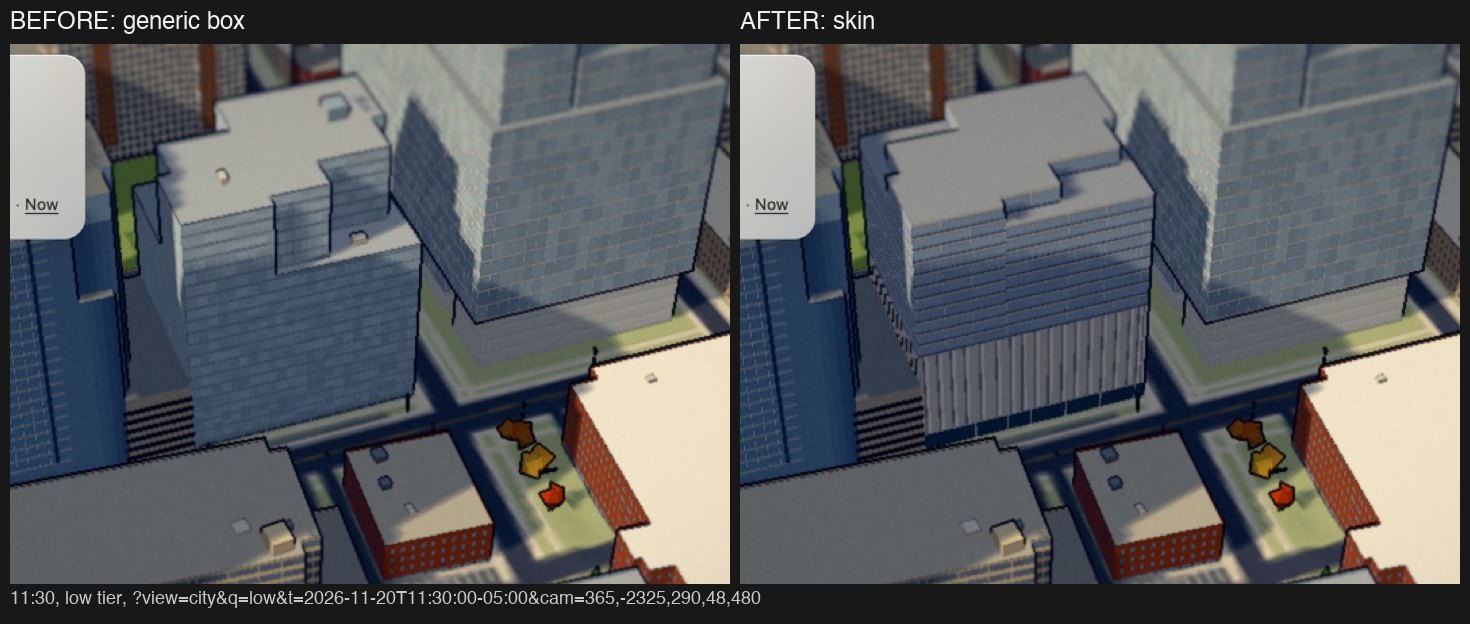 BEFORE: generic box
AFTER: skin
· Now
· Now
11:30, low tier, ?view=city&q=low&t=2026-11-20T11:30:00-05:00&cam=365,-2325,290,48,480